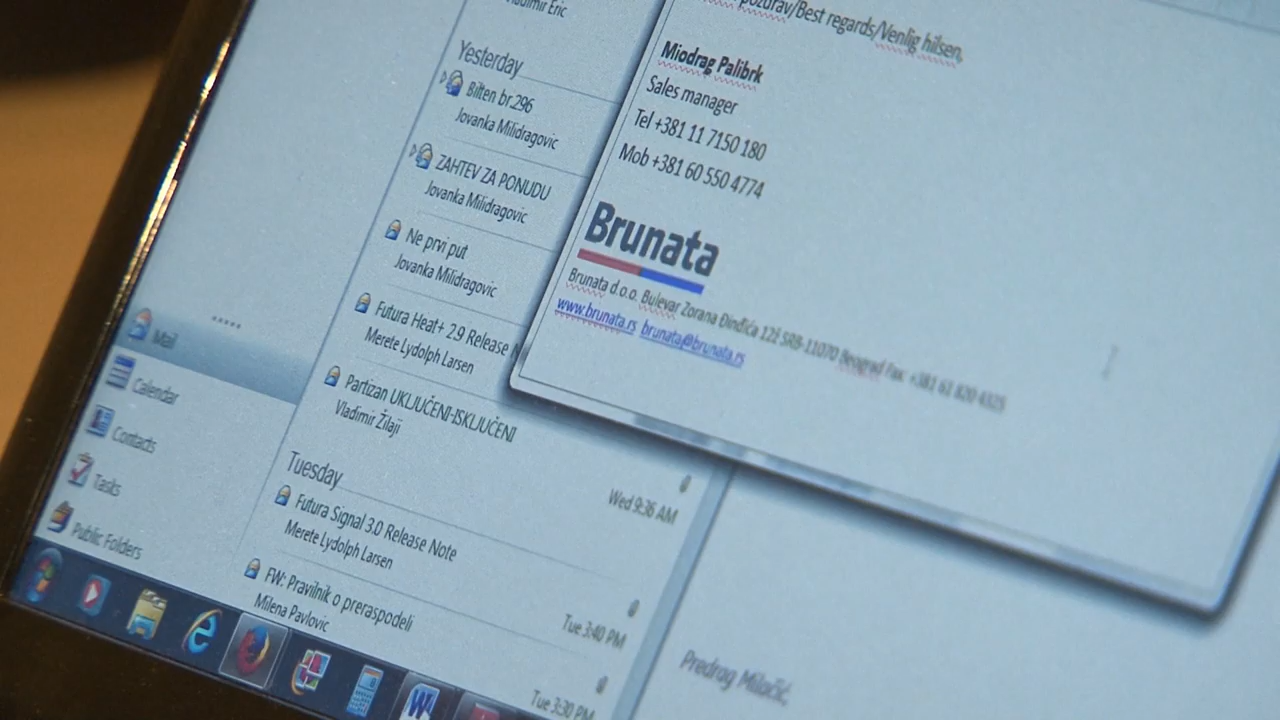 Yesterday
Bilten br.296
Jovanka Milidragovic
ZAHTEV ZA PONUDU
Jovanka Milidragovic
Ne prvi put
Jovanka Milidragovic
Futura Heat+ 2.9 Release
Merete Lydolph Larsen
Partizan UKLJUČENI-ISKLJUČENI
Vladimir Žilaji
Wed 9:36 AM
Tuesday
Futura Signal 3.0 Release Note
Merete Lydolph Larsen
Tue 3:40 PM
FW: Pravilnik o preraspodeli
Milena Pavlovic
Tue 3:30 PM
Mail
Calendar
Contacts
Tasks
Public Folders
pozdrav/Best regards/Venlig hilsen,
Miodrag Palibrk
Sales manager
Tel +381 11 7150 180
Mob +381 60 550 4774
Brunata
Brunata d.o.o. Bulevar Zorana Đinđića SRB-11070 Beograd Fax: +381 61 820 4325
www.brunata.rs brunata@brunata.rs
Predrag